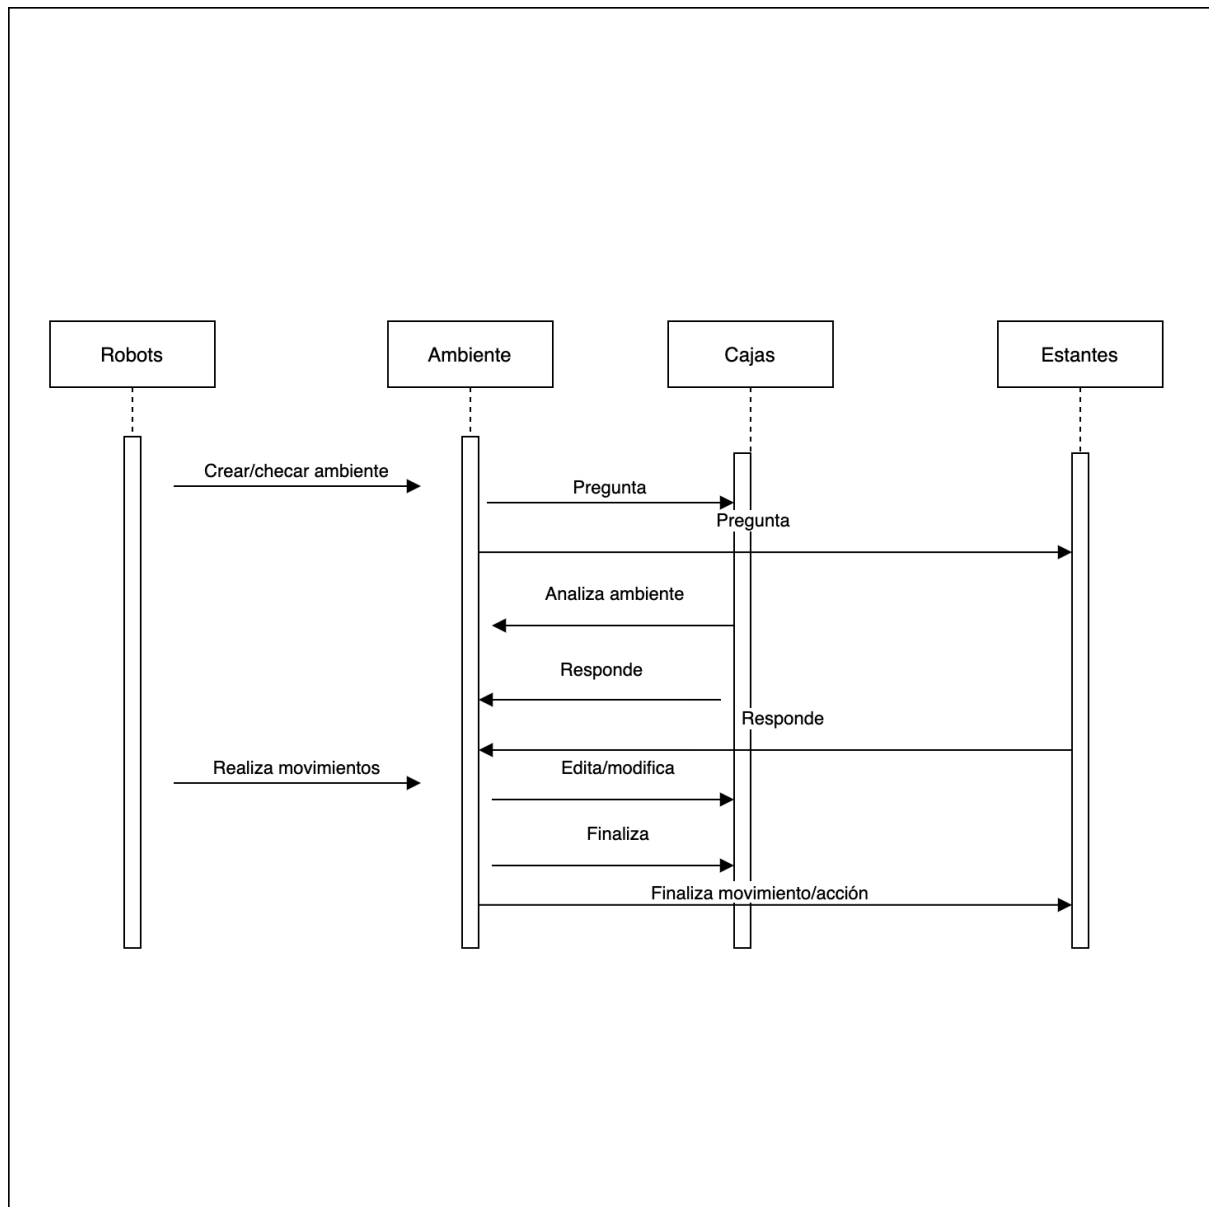 Robots
Ambiente
Cajas
Estantes
Crear/checar ambiente
Pregunta
Pregunta
Analiza ambiente
Responde
Responde
Realiza movimientos
Edita/modifica
Finaliza
Finaliza movimiento/acción